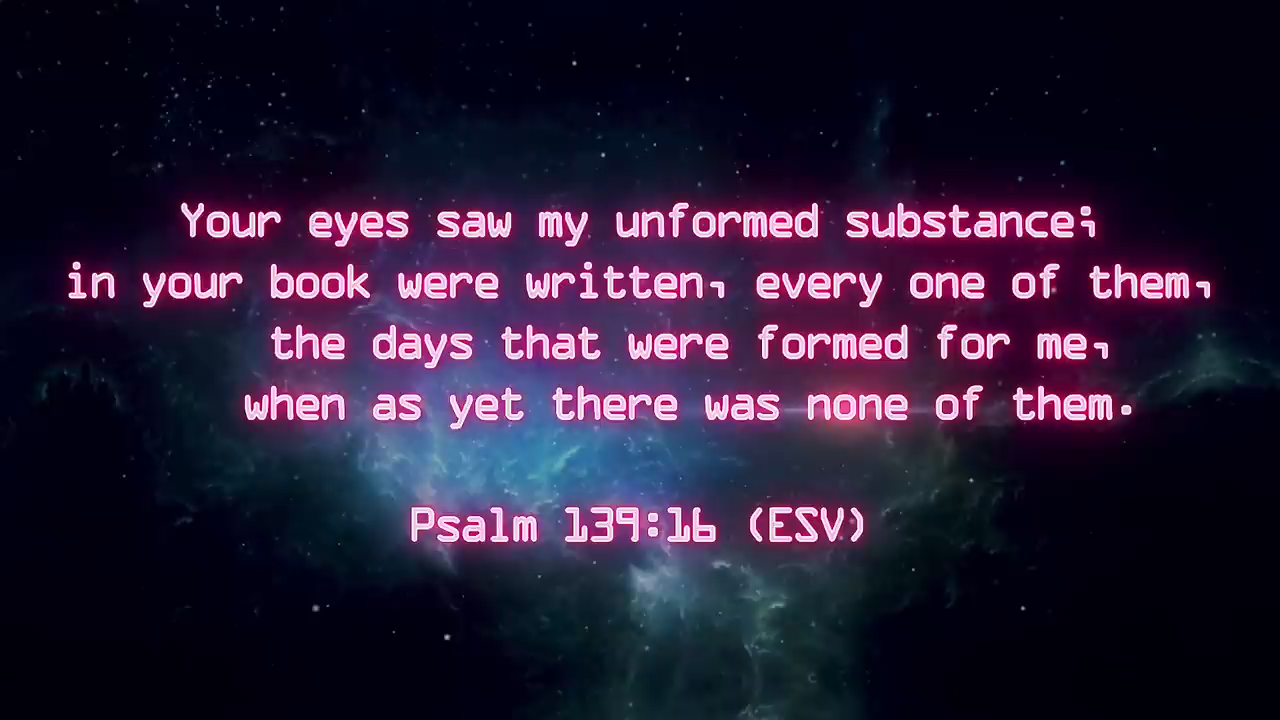 Your eyes saw my unformed substance;
in your book were written, every one of them,
the days that were formed for me,
when as yet there was none of them.
Psalm 139:16 (ESV)